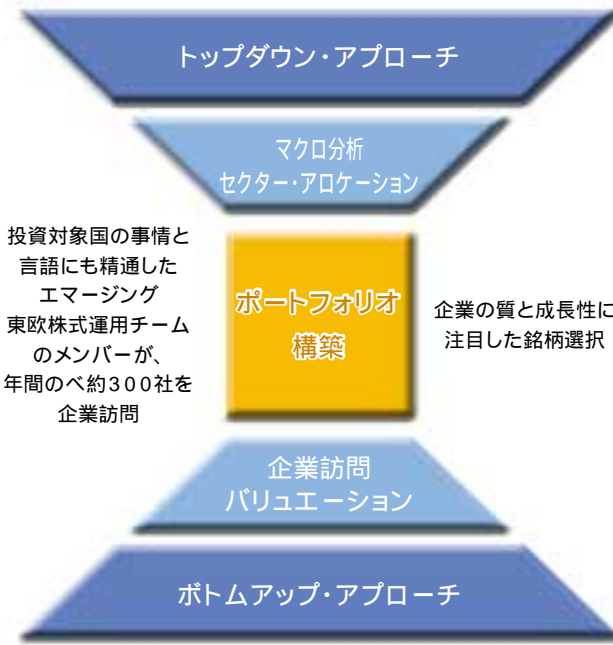 トップダウン・アプローチ
マクロ分析
セクター・アロケーション
投資対象国の事情と
言語にも精通した
エマージング
東欧株式運用チーム
のメンバーが、
年間のべ約300社を
企業訪問
ポートフォリオ
構築
企業の質と成長性に
注目した銘柄選択
企業訪問
バリュエーション
ボトムアップ・アプローチ